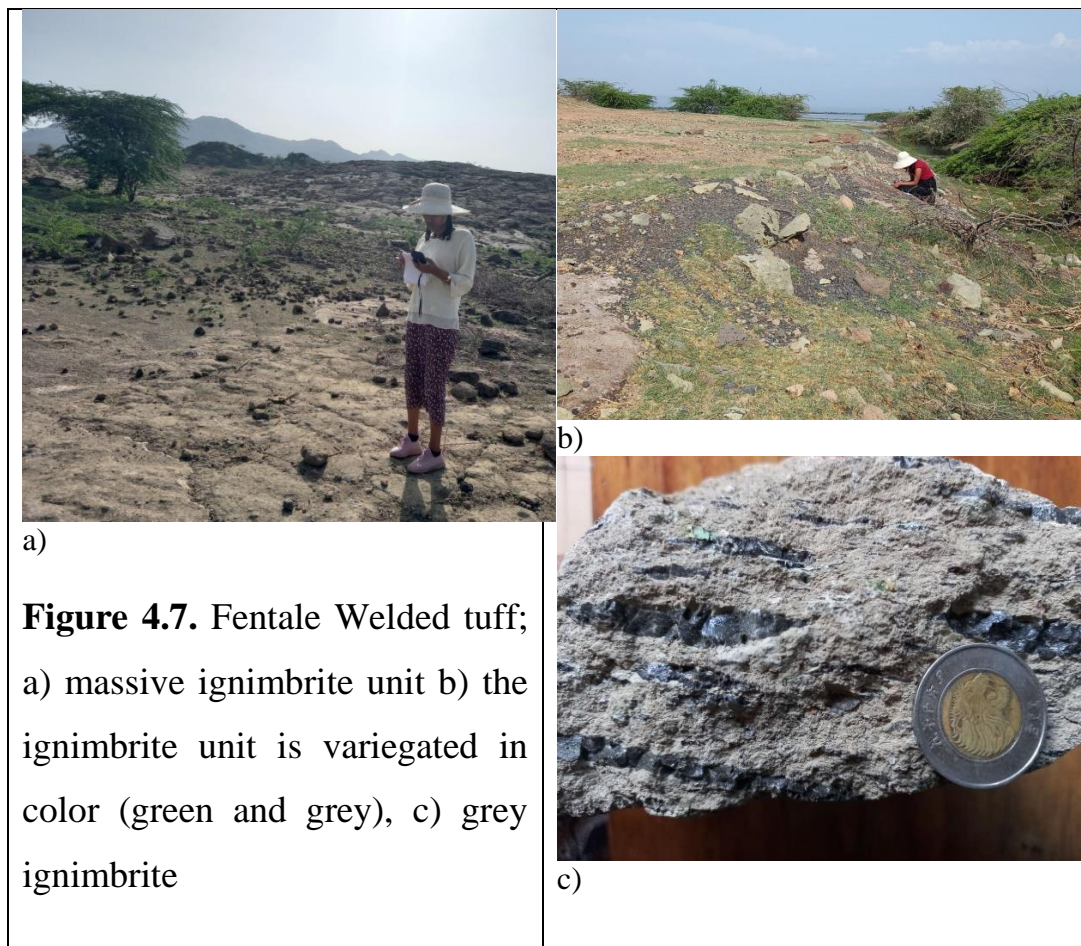 a)
Figure 4.7. Fentale Welded tuff;
a) massive ignimbrite unit b) the
ignimbrite unit is variegated in
color (green and grey), c) grey
ignimbrite
b)
c)